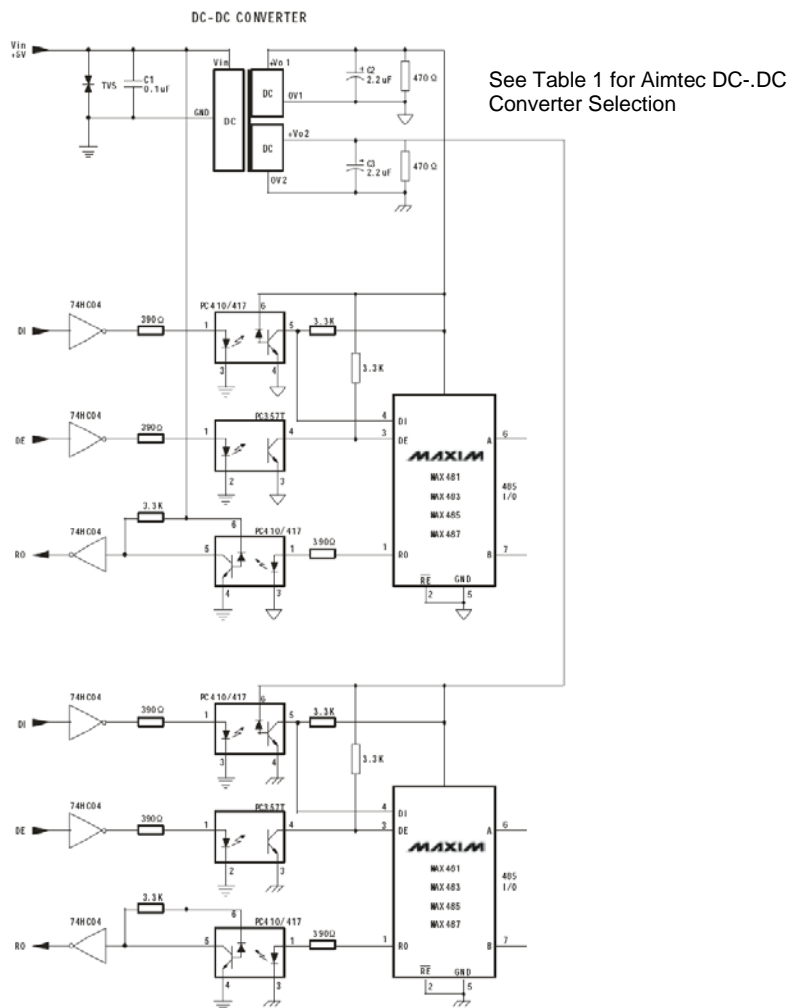 DC-DC CONVERTER
Vin
+5V
TVS
C1
0.1uF
Vin
GND
DC
DC
DC
+Vo1
0V1
+Vo2
0V2
C2
2.2uF
470Ω
C3
2.2uF
470Ω
See Table 1 for Aimtec DC-.DC
Converter Selection
74HC04
DI
390Ω
PC410/417
1
3
6
5
4
3.3K
3.3K
74HC04
DE
390Ω
PC357T
1
2
4
3
3.3K
74HC04
RO
PC410/417
6
5
4
1
3
390Ω
4
DI
3
DE
MAXIM
MAX481
MAX483
MAX485
MAX487
A
6
485
I/O
1
RO
B
7
RE
GND
2
5
74HC04
DI
390Ω
PC410/417
1
3
6
5
4
3.3K
3.3K
74HC04
DE
390Ω
PC357T
1
2
4
3
3.3K
74HC04
RO
PC410/417
6
5
4
1
3
390Ω
4
DI
3
DE
MAXIM
MAX481
MAX483
MAX485
MAX487
A
6
485
I/O
1
RO
B
7
RE
GND
2
5